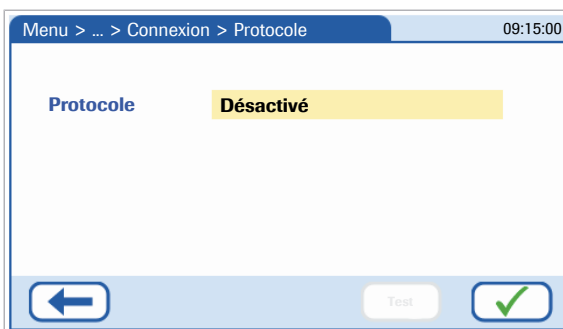 Menu > ... > Connexion > Protocole 09:15:00
Protocole Désactivé
Test